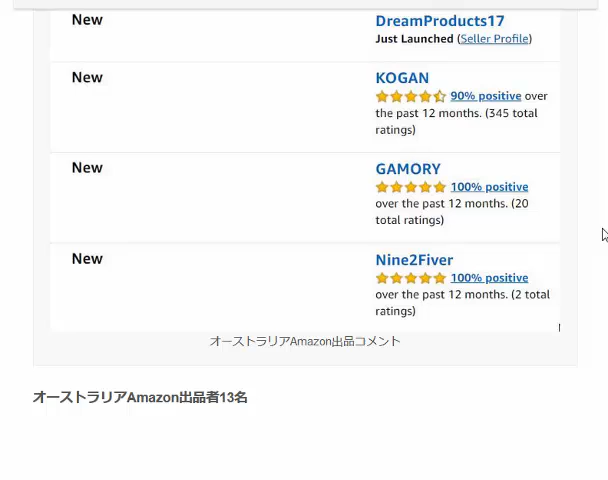 New
DreamProducts17
Just Launched (Seller Profile)
New
KOGAN
90% positive over
the past 12 months. (345 total
ratings)
New
GAMORY
100% positive
over the past 12 months. (20
total ratings)
New
Nine2Fiver
100% positive
over the past 12 months. (2 total
ratings)
オーストラリアAmazon出品コメント
オーストラリアAmazon出品者13名